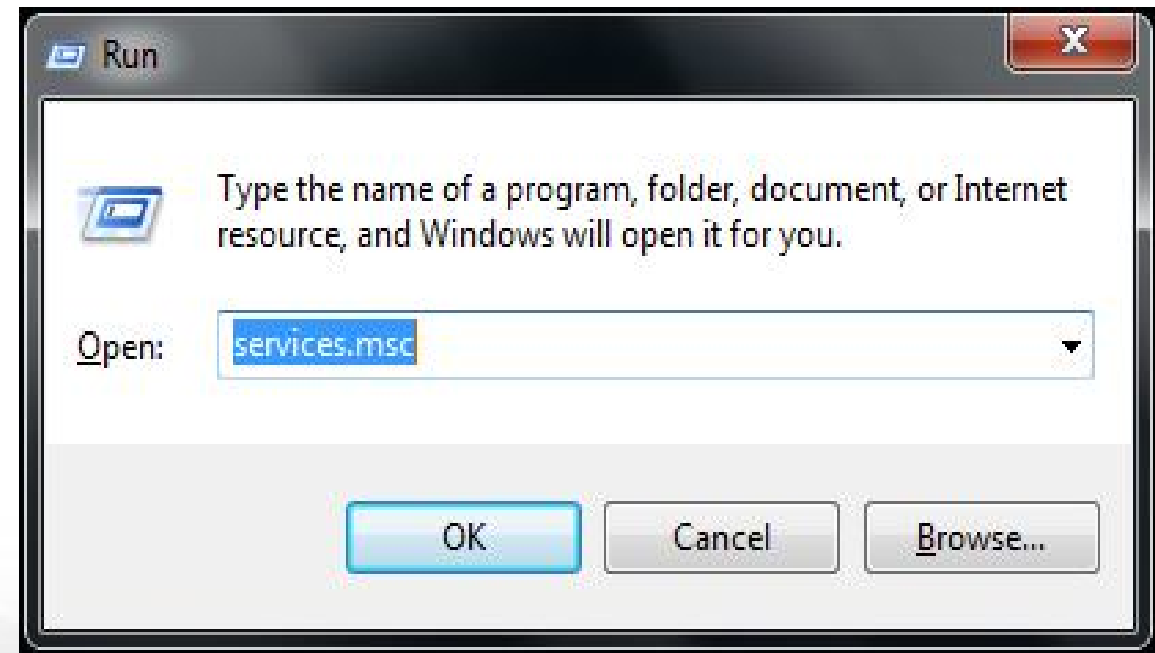 Run
x
Type the name of a program, folder, document, or Internet
resource, and Windows will open it for you.
Open: services.msc
OK Cancel Browse...